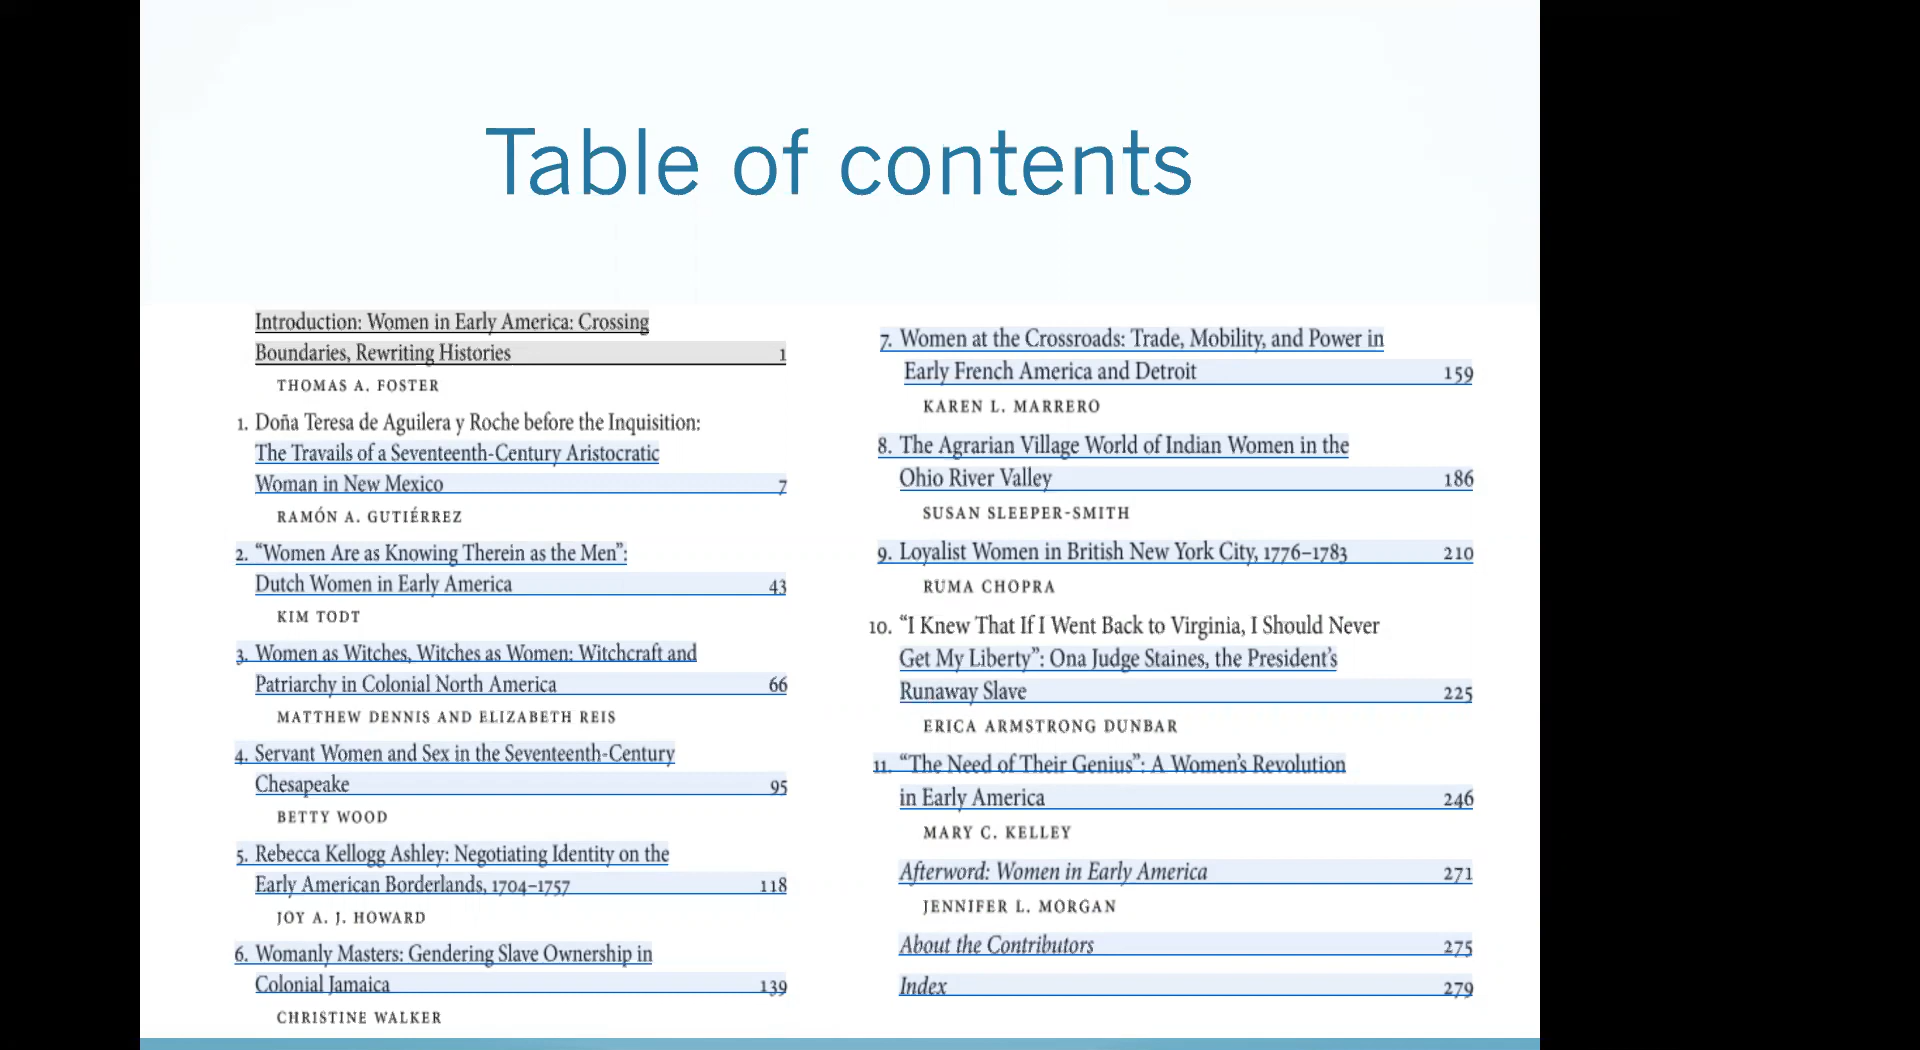 Table of contents
Introduction: Women in Early America: Crossing
Boundaries, Rewriting Histories 1
THOMAS A. FOSTER
1. Doña Teresa de Aguilera y Roche before the Inquisition:
The Travails of a Seventeenth-Century Aristocratic
Woman in New Mexico 7
RAMÓN A. GUTIÉRREZ
2. “Women Are as Knowing Therein as the Men”:
Dutch Women in Early America 43
KIM TODT
3. Women as Witches, Witches as Women: Witchcraft and
Patriarchy in Colonial North America 66
MATTHEW DENNIS AND ELIZABETH REIS
4. Servant Women and Sex in the Seventeenth-Century
Chesapeake 95
BETTY WOOD
5. Rebecca Kellogg Ashley: Negotiating Identity on the
Early American Borderlands, 1704–1757 118
JOY A. J. HOWARD
6. Womanly Masters: Gendering Slave Ownership in
Colonial Jamaica 139
CHRISTINE WALKER
7. Women at the Crossroads: Trade, Mobility, and Power in
Early French America and Detroit 159
KAREN L. MARRERO
8. The Agrarian Village World of Indian Women in the
Ohio River Valley 186
SUSAN SLEEPER-SMITH
9. Loyalist Women in British New York City, 1776–1783 210
RUMA CHOPRA
10. “I Knew That If I Went Back to Virginia, I Should Never
Get My Liberty”: Ona Judge Staines, the President’s
Runaway Slave 225
ERICA ARMSTRONG DUNBAR
11. “The Need of Their Genius”: A Women’s Revolution
in Early America 246
MARY C. KELLEY
Afterword: Women in Early America 271
JENNIFER L. MORGAN
About the Contributors 275
Index 279